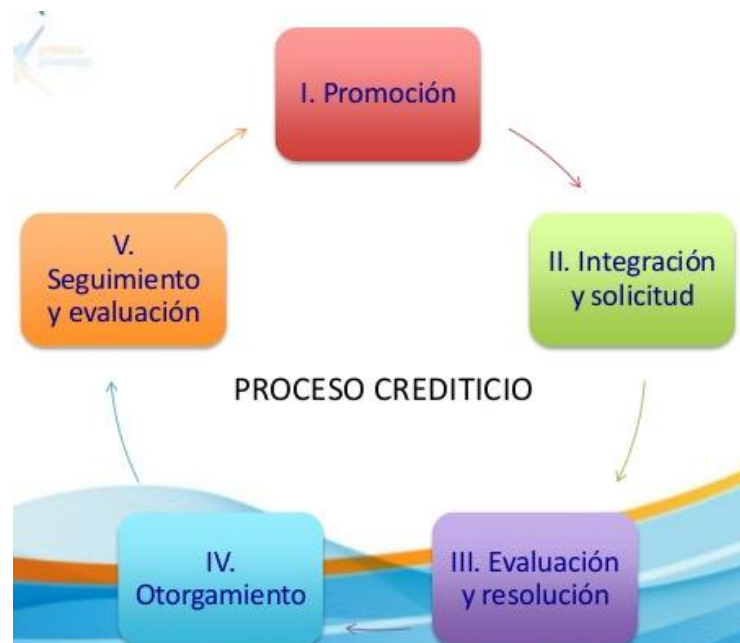 I. Promoción
II. Integración
y solicitud
III. Evaluación
y resolución
IV.
Otorgamiento
V.
Seguimiento
y evaluación
PROCESO CREDITICIO